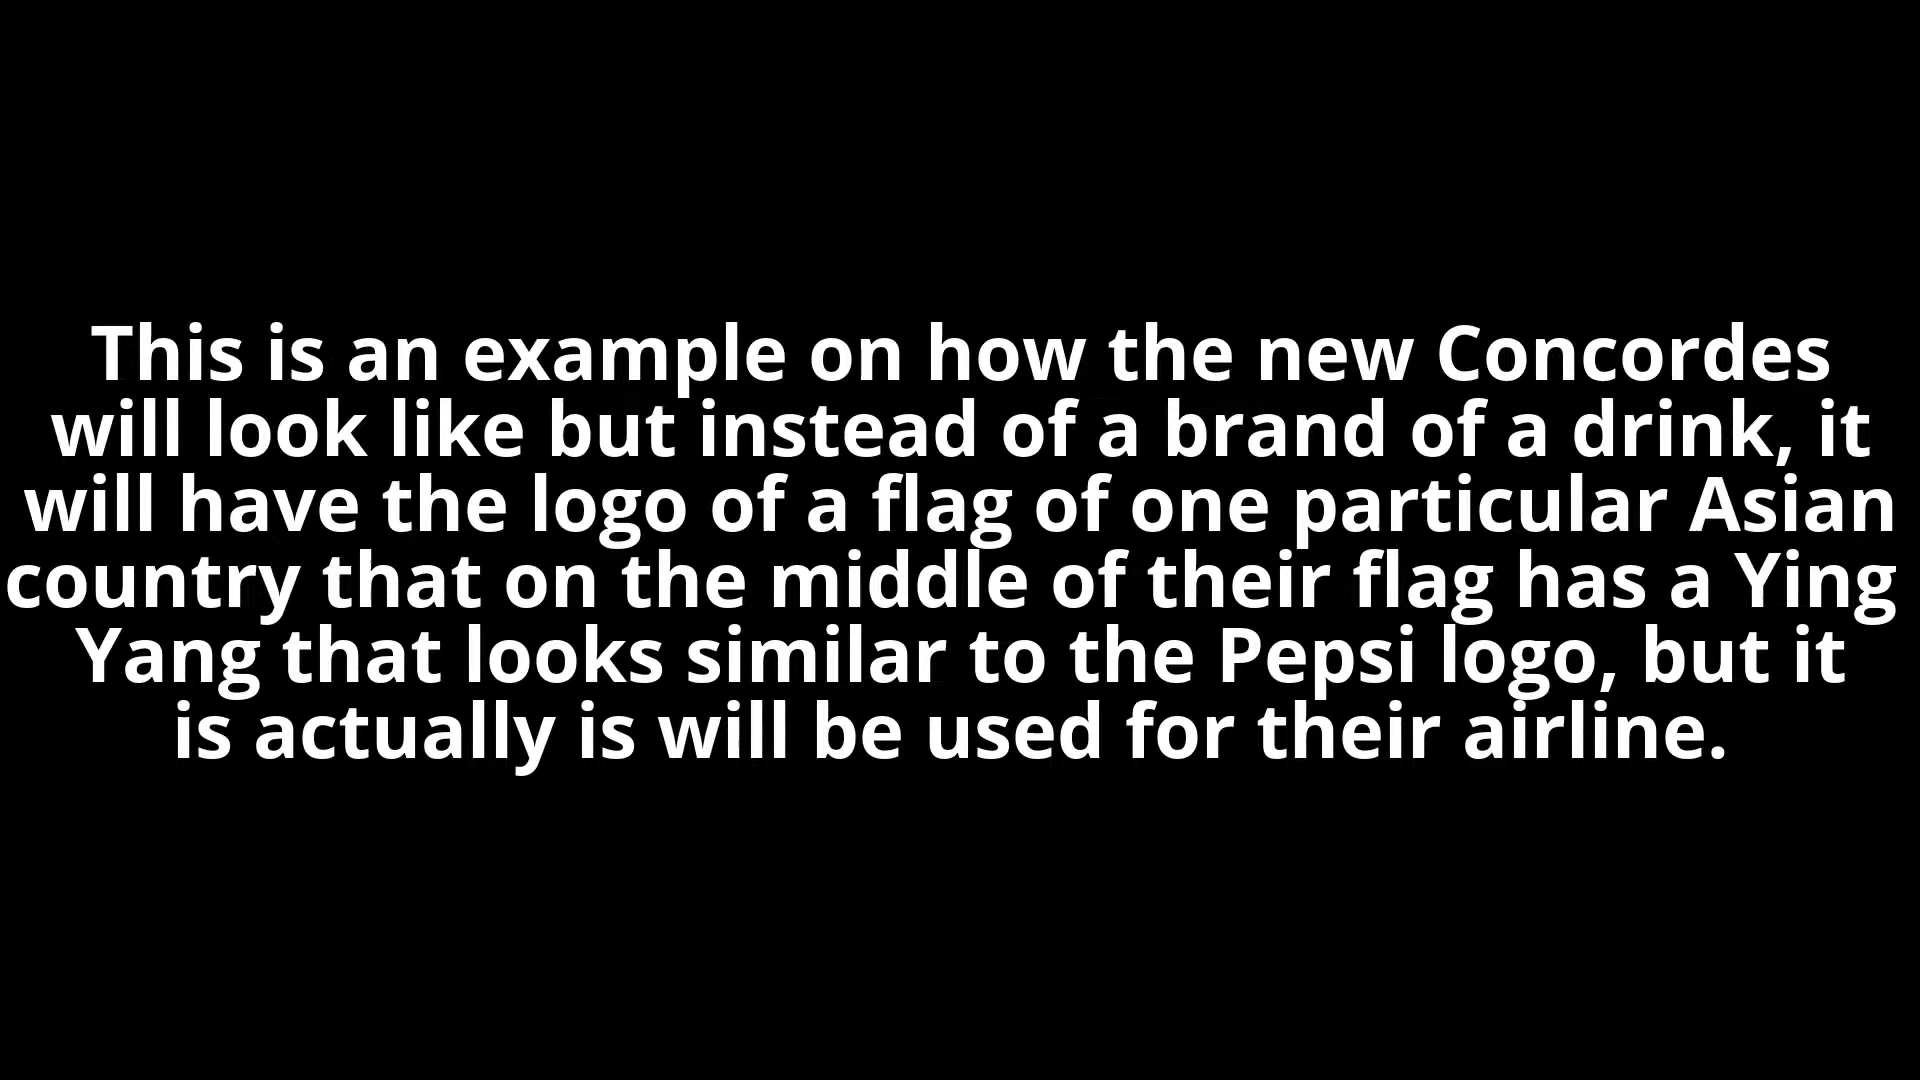 This is an example on how the new Concordes
will look like but instead of a brand of a drink, it
will have the logo of a flag of one particular Asian
country that on the middle of their flag has a Ying
Yang that looks similar to the Pepsi logo, but it
is actually is will be used for their airline.